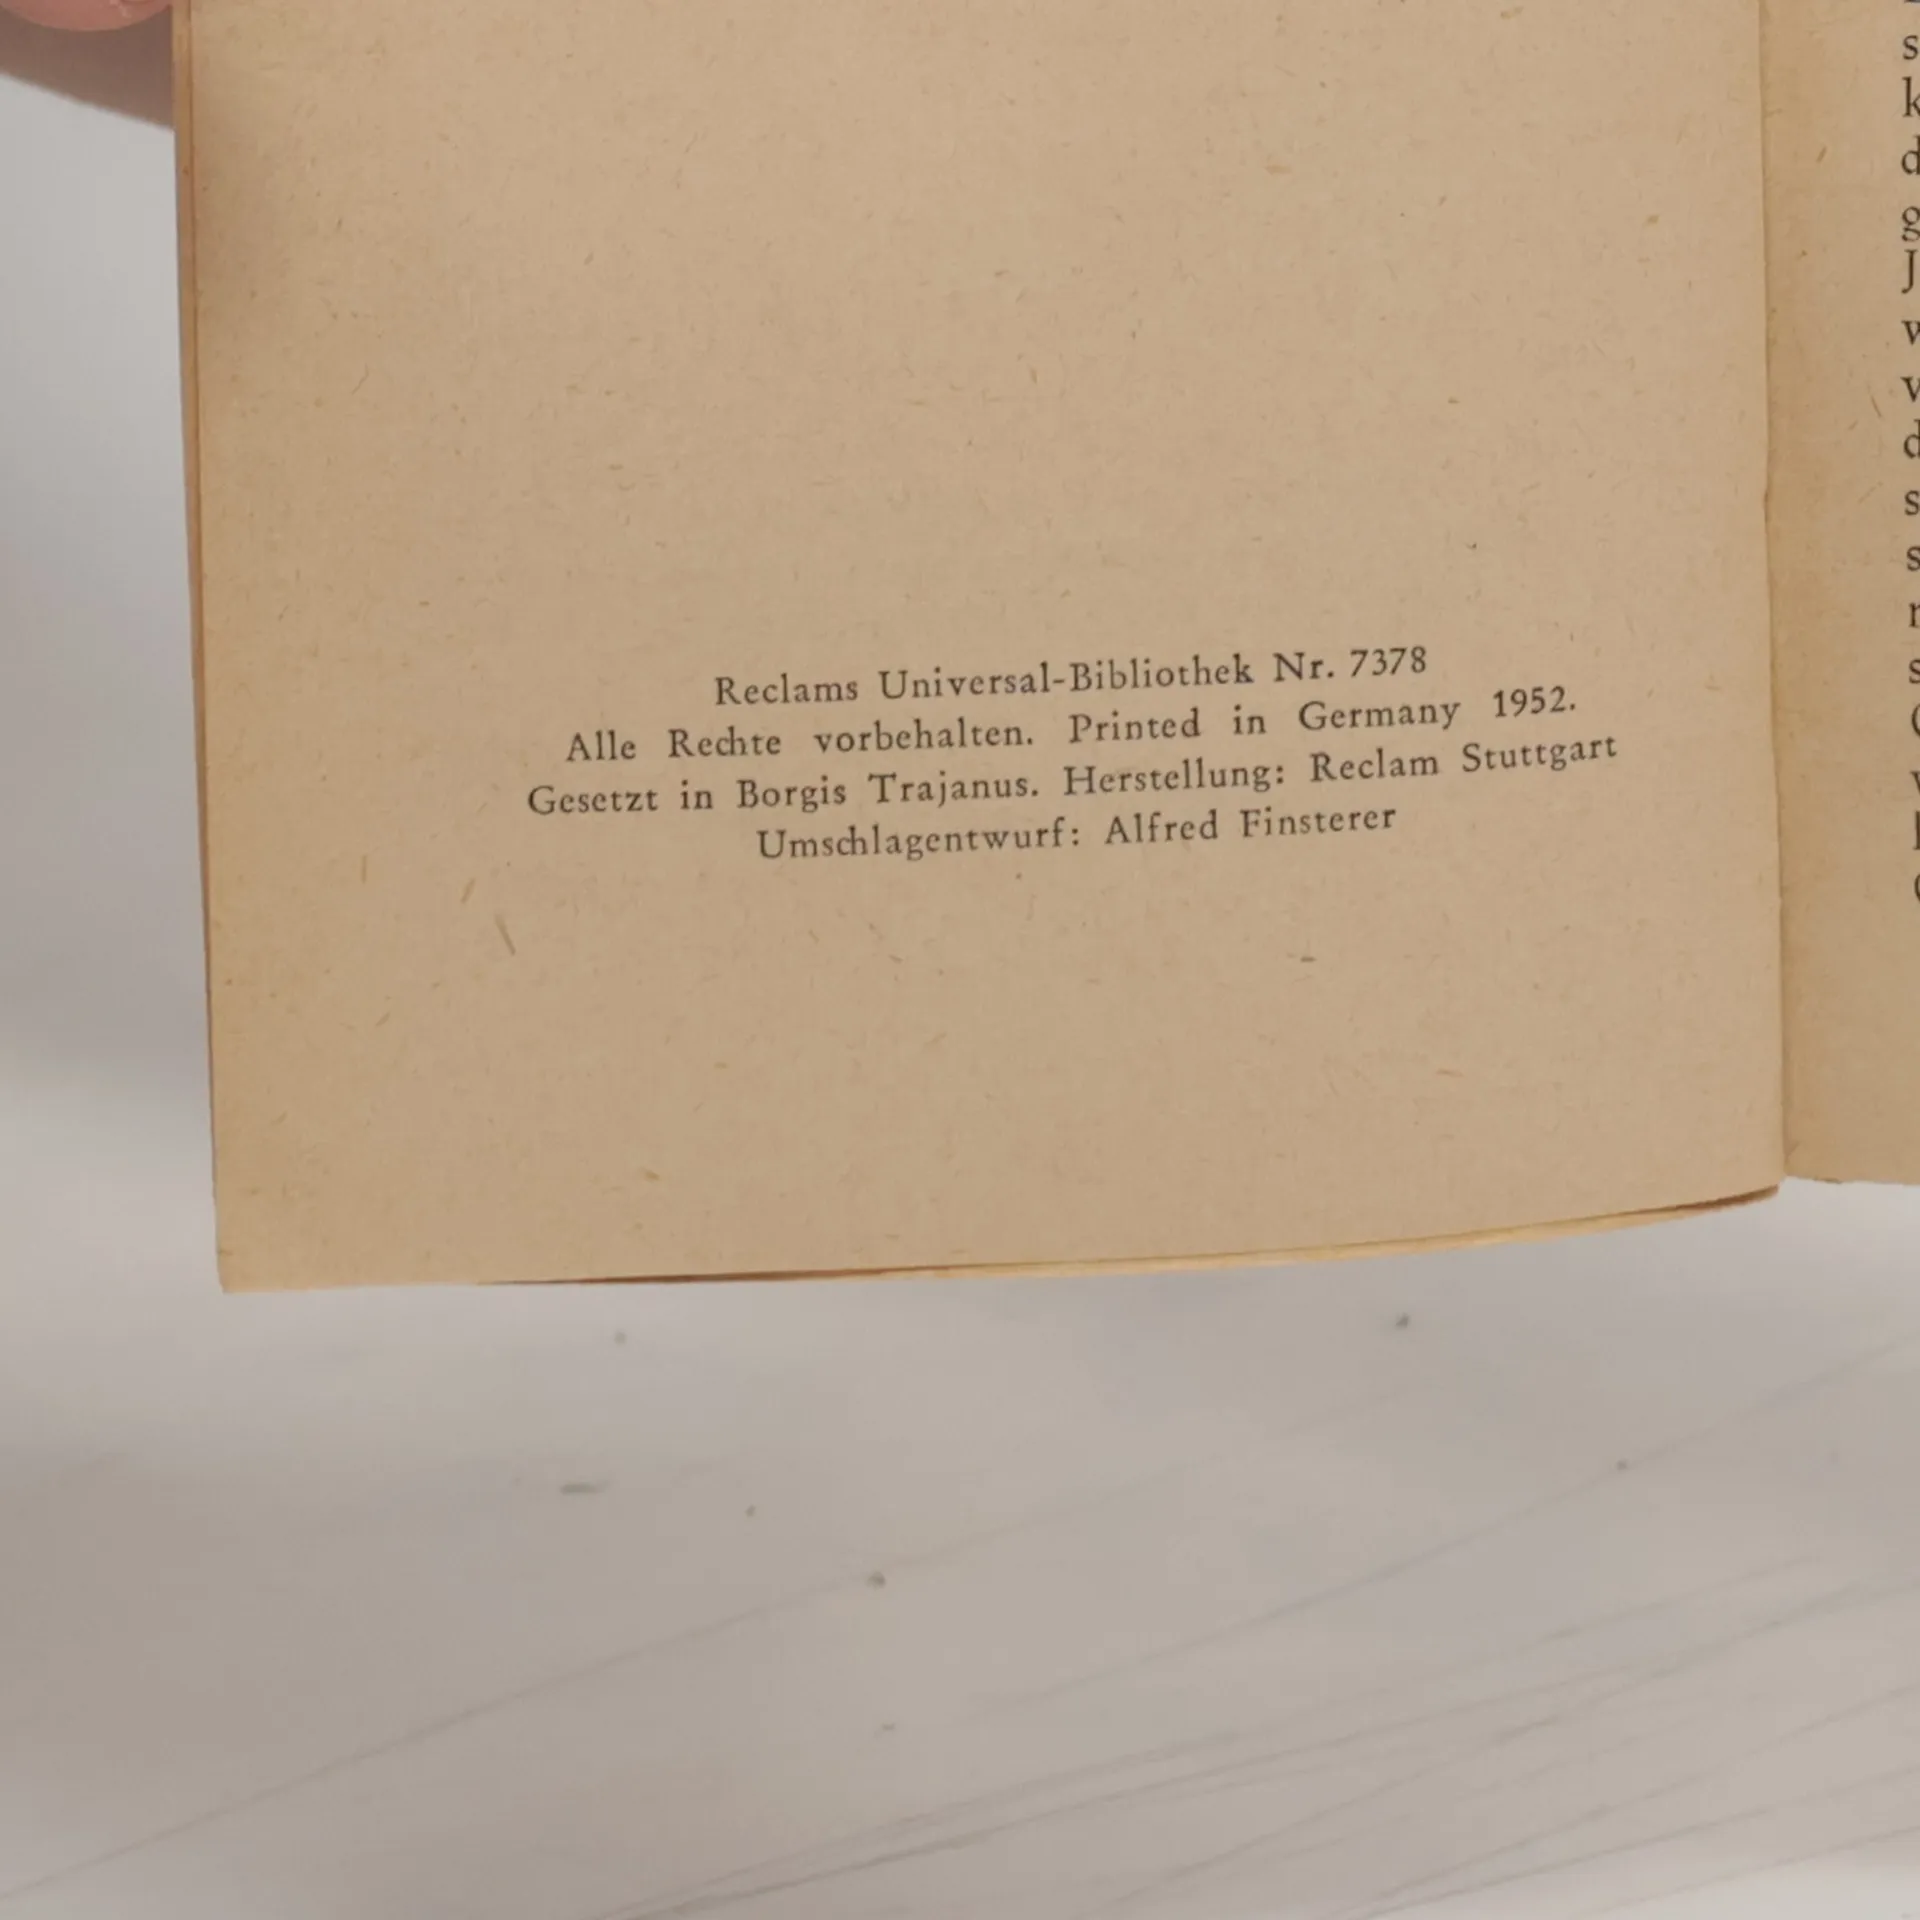 Reclams Universal-Bibliothek Nr. 7378
Alle Rechte vorbehalten. Printed in Germany 1952.
Gesetzt in Borgis Trajanus. Herstellung: Reclam Stuttgart
Umschlagentwurf: Alfred Finsterer